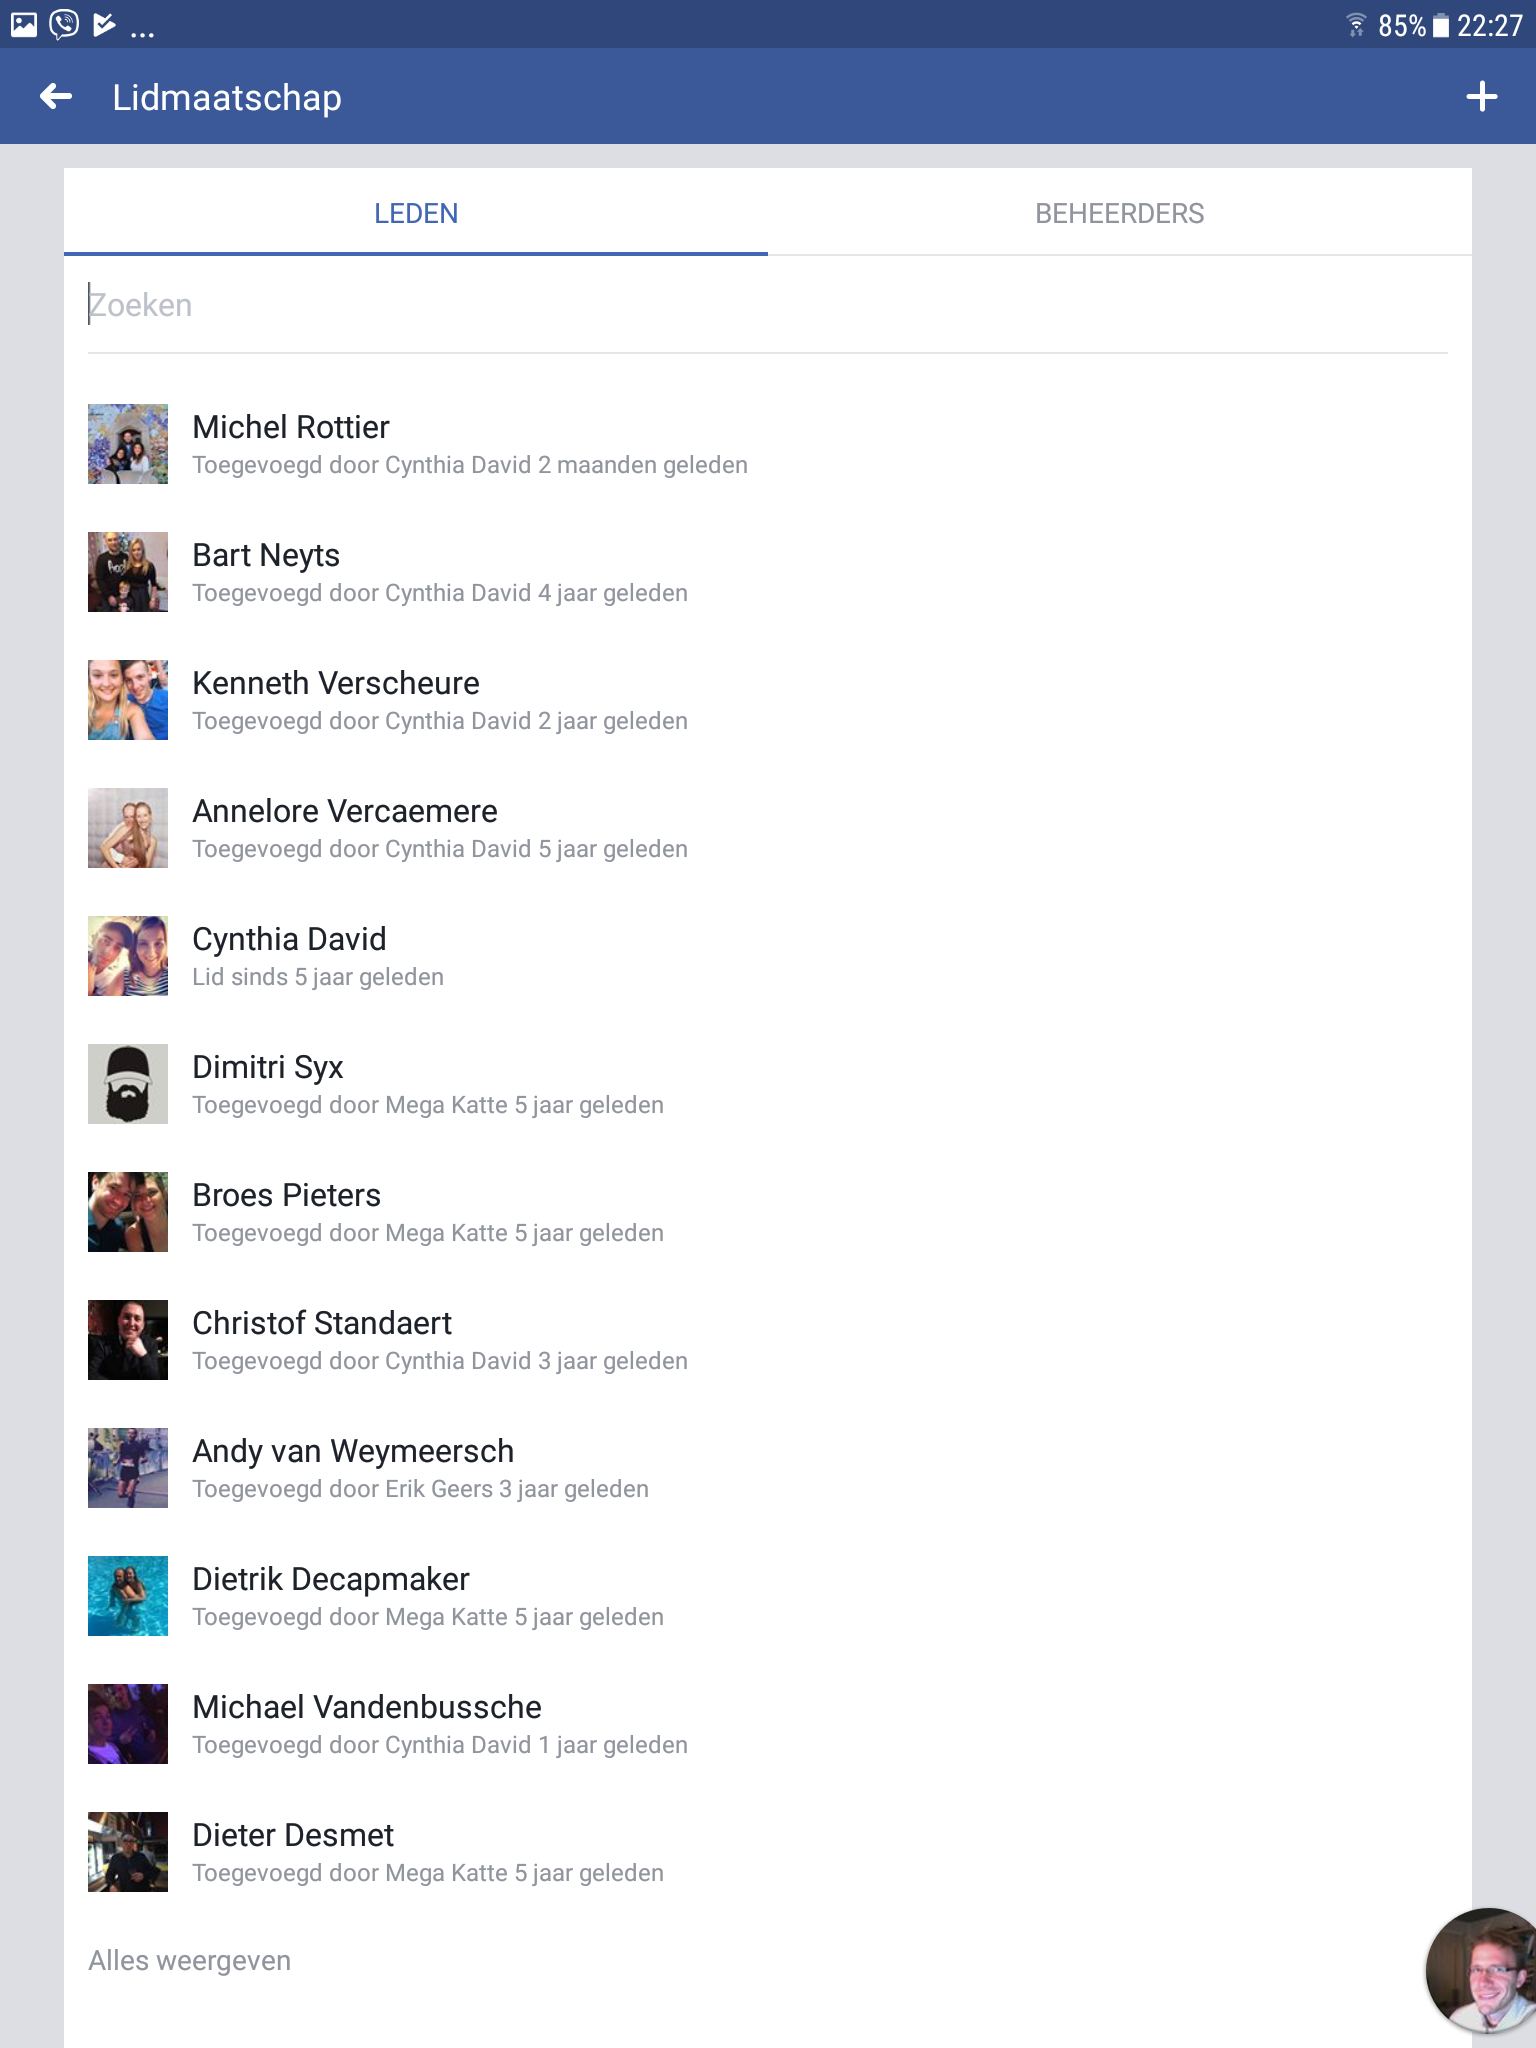 ... 85% 22:27
Lidmaatschap
LEDEN BEHEERDERS
Zoeken
Michel Rottier
Toegevoegd door Cynthia David 2 maanden geleden
Bart Neyts
Toegevoegd door Cynthia David 4 jaar geleden
Kenneth Verscheure
Toegevoegd door Cynthia David 2 jaar geleden
Annelore Vercaemere
Toegevoegd door Cynthia David 5 jaar geleden
Cynthia David
Lid sinds 5 jaar geleden
Dimitri Syx
Toegevoegd door Mega Katte 5 jaar geleden
Broes Pieters
Toegevoegd door Mega Katte 5 jaar geleden
Christof Standaert
Toegevoegd door Cynthia David 3 jaar geleden
Andy van Weymeersch
Toegevoegd door Erik Geers 3 jaar geleden
Dietrik Decapmaker
Toegevoegd door Mega Katte 5 jaar geleden
Michael Vandenbussche
Toegevoegd door Cynthia David 1 jaar geleden
Dieter Desmet
Toegevoegd door Mega Katte 5 jaar geleden
Alles weergeven